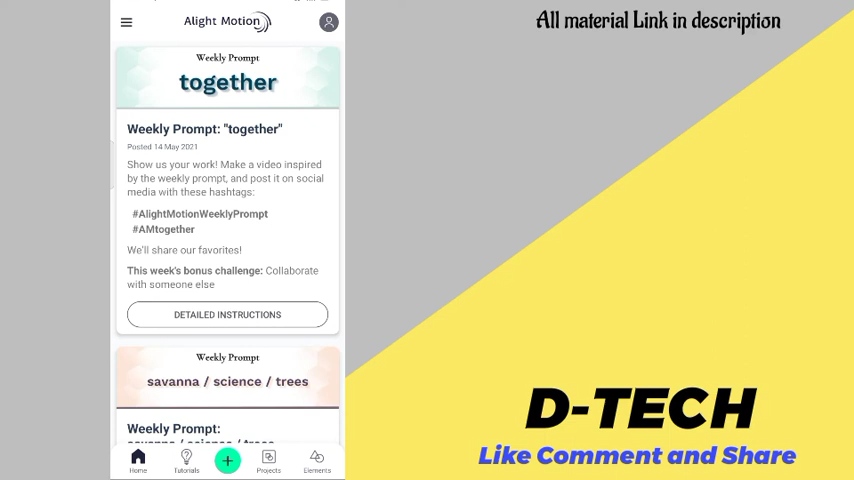 Alight Motion
All material Link in description
Weekly Prompt
together
Weekly Prompt: "together"
Posted 14 May 2021
Show us your work! Make a video inspired
by the weekly prompt, and post it on social
media with these hashtags:
#AlightMotionWeeklyPrompt
#AMtogether
We'll share our favorites!
This week's bonus challenge: Collaborate
with someone else
DETAILED INSTRUCTIONS
Weekly Prompt
savanna / science / trees
Weekly Prompt:
savanna / science / trees
Home
Tutorials
Projects
Elements
D-TECH
Like Comment and Share